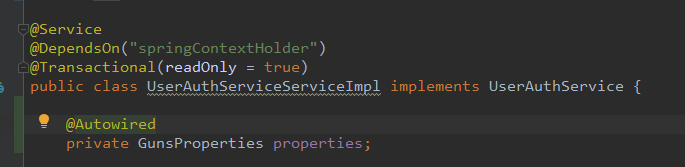 @Service
@DependsOn("springContextHolder")
@Transactional(readOnly = true)
public class UserAuthServiceServiceImpl implements UserAuthService {
@Autowired
private GunsProperties properties;